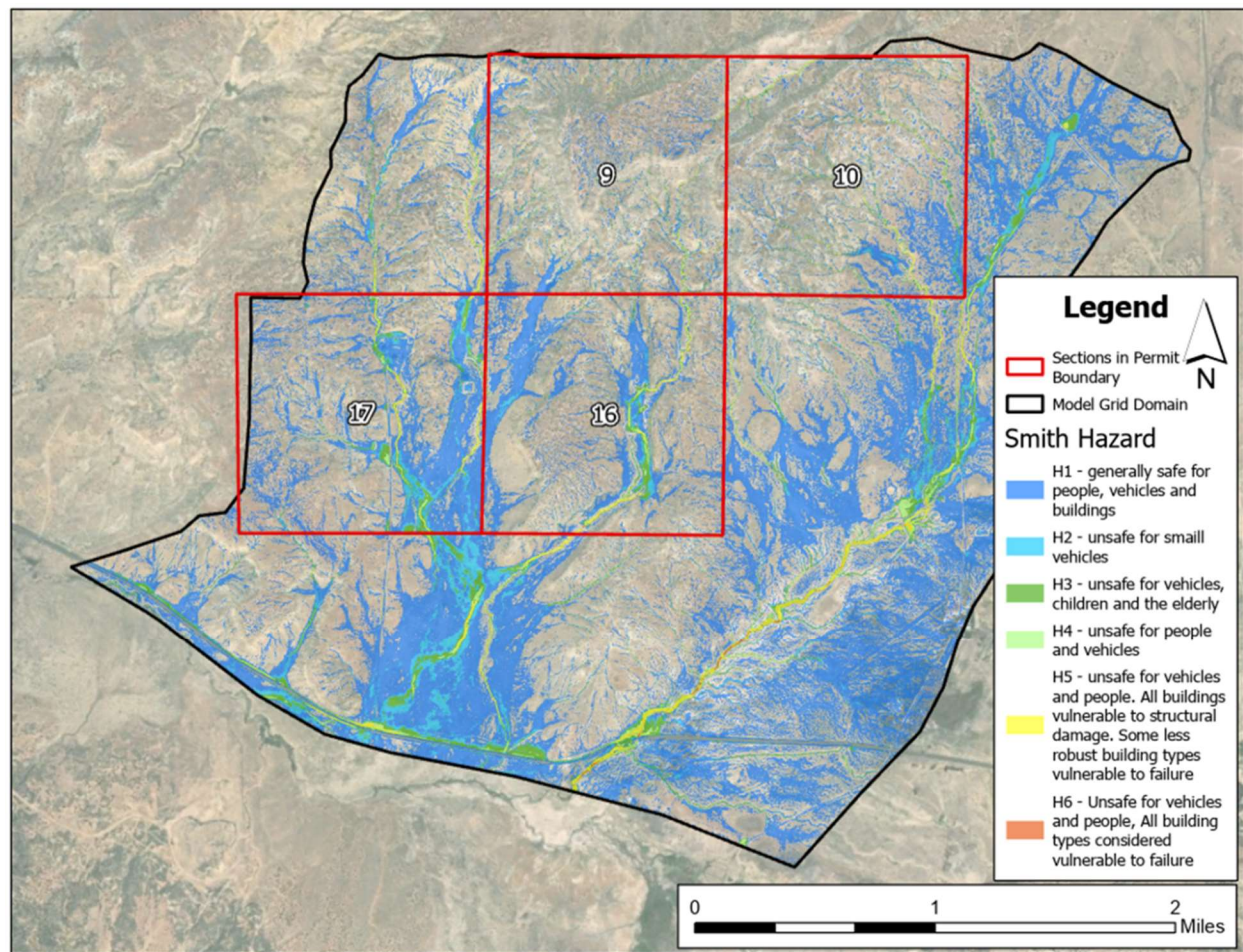 9
10
17
16
Legend
N
Sections in Permit
Boundary
Model Grid Domain
Smith Hazard
H1 - generally safe for
people, vehicles and
buildings
H2 - unsafe for smaill
vehicles
H3 - unsafe for vehicles,
children and the elderly
H4 - unsafe for people
and vehicles
H5 - unsafe for vehicles
and people. All buildings
vulnerable to structural
damage. Some less
robust building types
vulnerable to failure
H6 - Unsafe for vehicles
and people, All building
types considered
vulnerable to failure
0 1 2
Miles